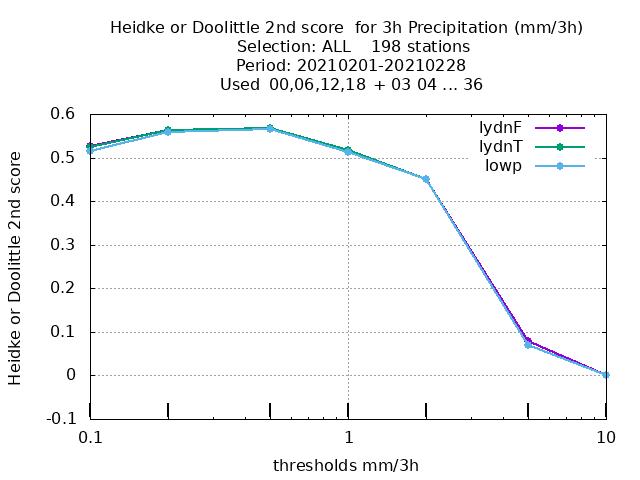 Heidke or Doolittle 2nd score  for 3h Precipitation (mm/3h)
Selection: ALL    198 stations
Period: 20210201-20210228
Used  00,06,12,18  + 03 04 ... 36
lydnF
lydnT
lowp
Heidke or Doolittle 2nd score
0.6
0.5
0.4
0.3
0.2
0.1
0
-0.1
0.1
1
10
thresholds mm/3h